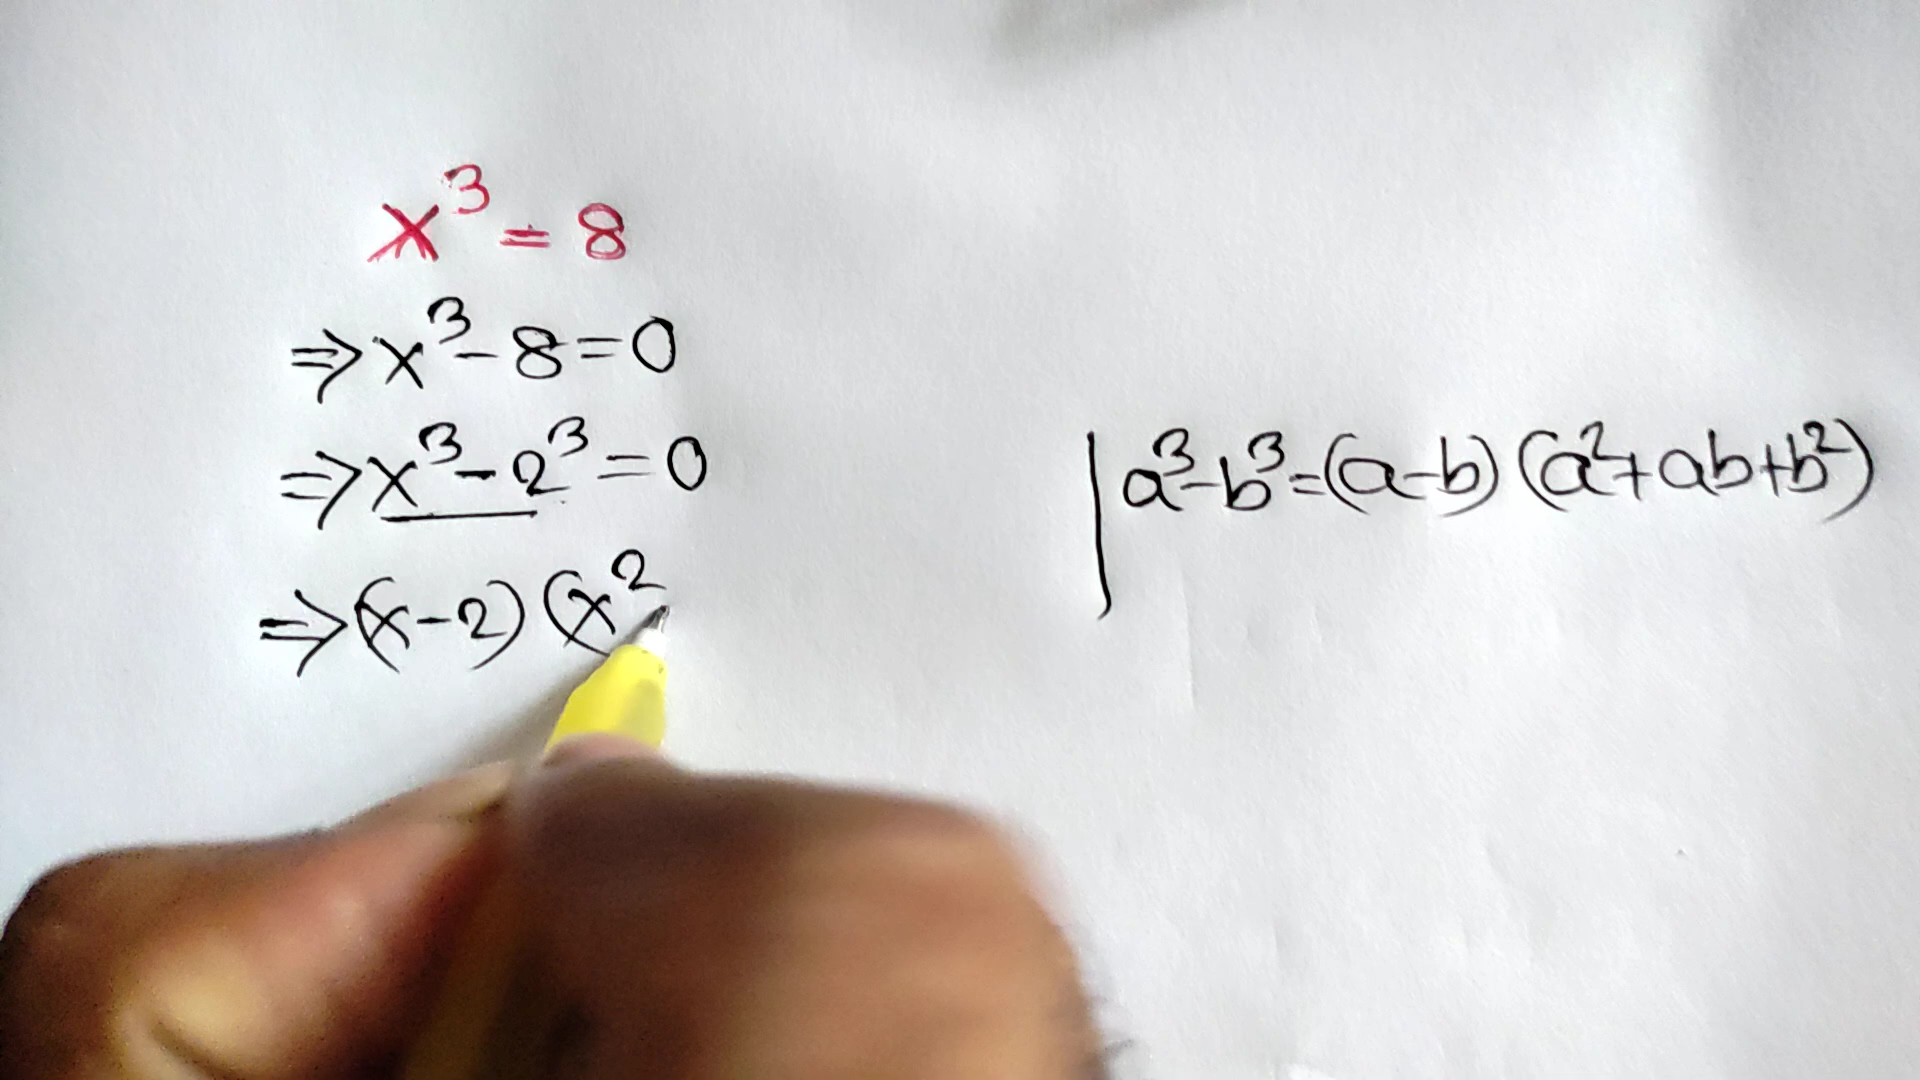 x³ = 8
⇒ x³ - 8 = 0
⇒ x³ - 2³ = 0
| a³ - b³ = (a - b) (a² + ab + b²)
⇒ (x - 2) (x²